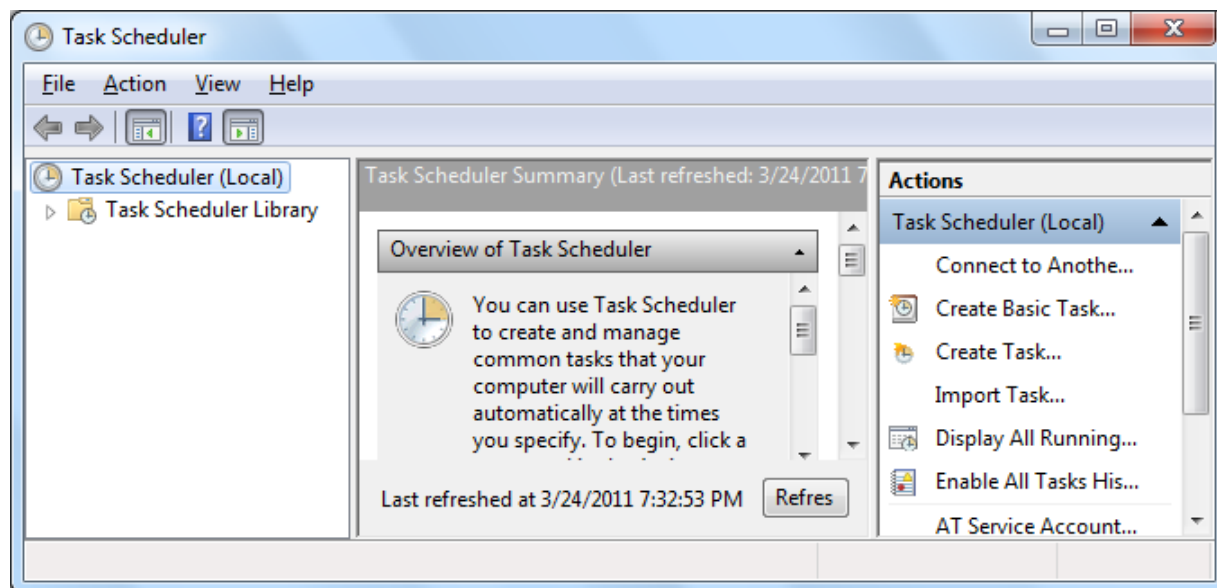 Task Scheduler
File Action View Help
Task Scheduler (Local)
Task Scheduler Library
Task Scheduler Summary (Last refreshed: 3/24/2011 7
Overview of Task Scheduler
You can use Task Scheduler
to create and manage
common tasks that your
computer will carry out
automatically at the times
you specify. To begin, click a
Last refreshed at 3/24/2011 7:32:53 PM
Refres
Actions
Task Scheduler (Local)
Connect to Anothe...
Create Basic Task...
Create Task...
Import Task...
Display All Running...
Enable All Tasks His...
AT Service Account...